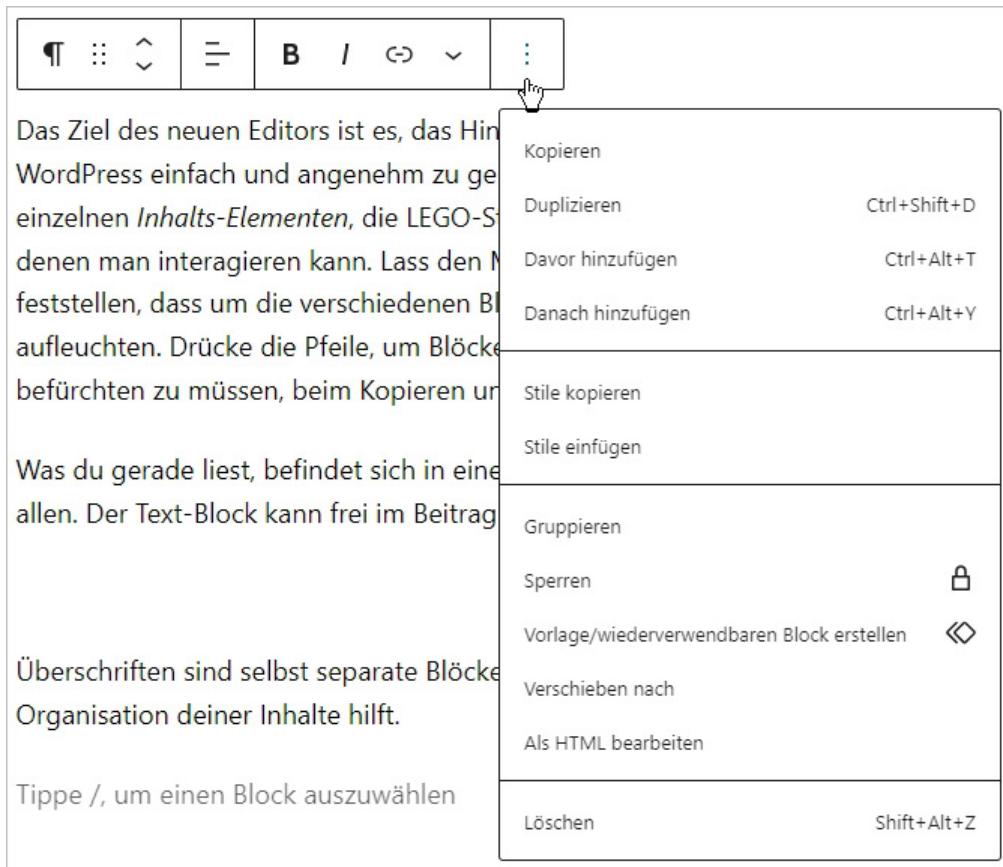 B I
Das Ziel des neuen Editors ist es, das Hin
WordPress einfach und angenehm zu ge
einzelnen Inhalts-Elementen, die LEGO-S
denen man interagieren kann. Lass den
feststellen, dass um die verschiedenen Bl
aufleuchten. Drücke die Pfeile, um Blöcke
befürchten zu müssen, beim Kopieren un
Was du gerade liest, befindet sich in eine
allen. Der Text-Block kann frei im Beitrag
Überschriften sind selbst separate Blöcke
Organisation deiner Inhalte hilft.
Tippe /, um einen Block auszuwählen
Kopieren
Duplizieren Ctrl+Shift+D
Davor hinzufügen Ctrl+Alt+T
Danach hinzufügen Ctrl+Alt+Y
Stile kopieren
Stile einfügen
Gruppieren
Sperren
Vorlage/wiederverwendbaren Block erstellen
Verschieben nach
Als HTML bearbeiten
Löschen Shift+Alt+Z